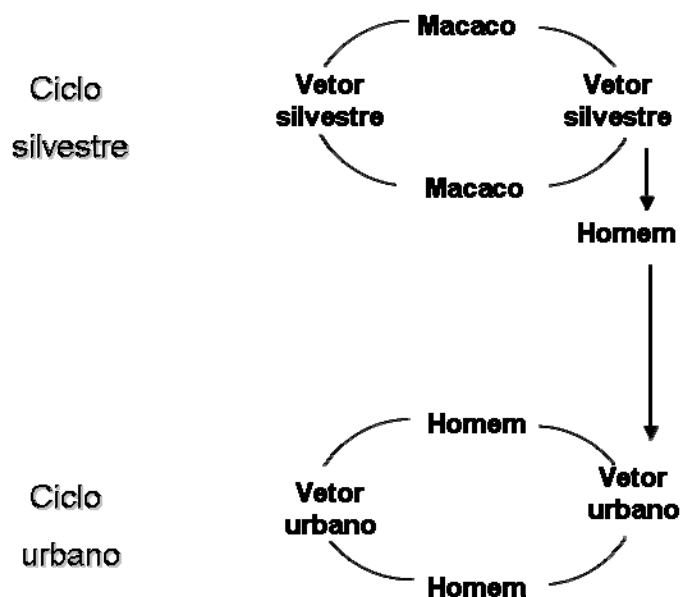 Macaco
Ciclo
silvestre
Vetor
silvestre
Vetor
silvestre
Macaco
Homem
Homem
Ciclo
urbano
Vetor
urbano
Vetor
urbano
Homem